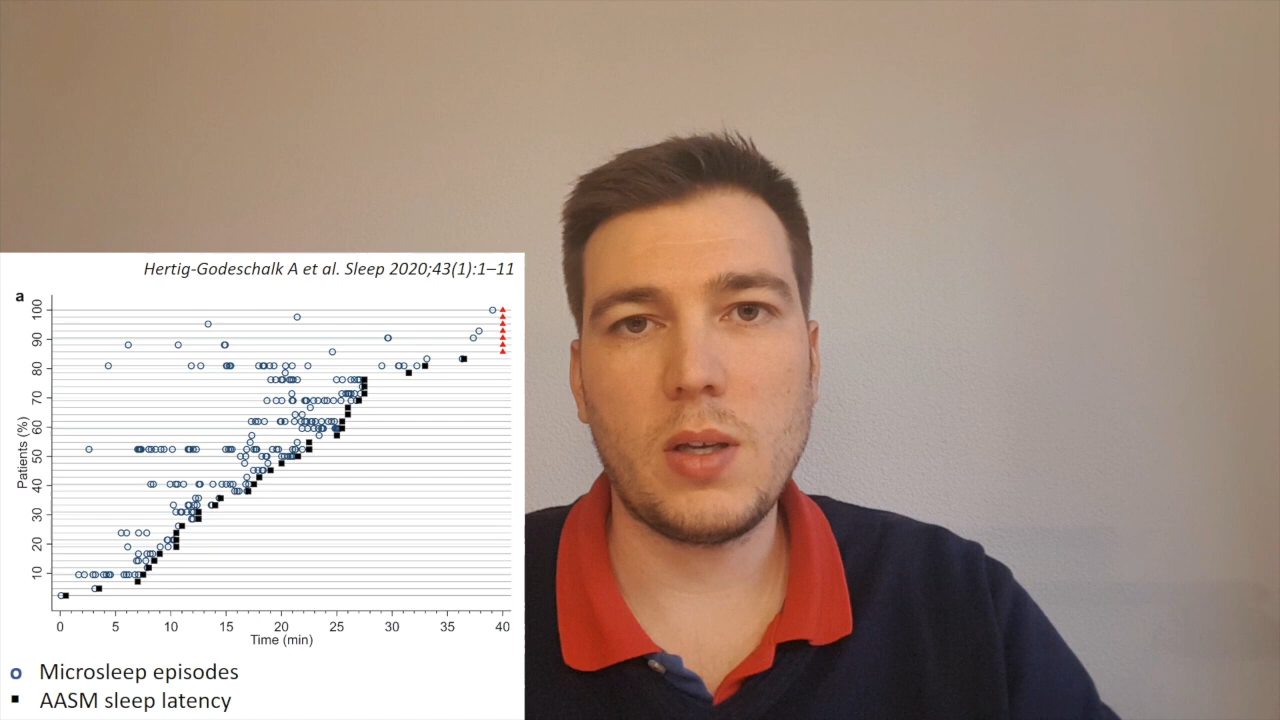 Hertig-Godeschalk A et al. Sleep 2020;43(1):1–11
a
100
90
80
70
60
50
40
30
20
10
Patients (%)
0 5 10 15 20 25 30 35 40
Time (min)
Microsleep episodes
AASM sleep latency